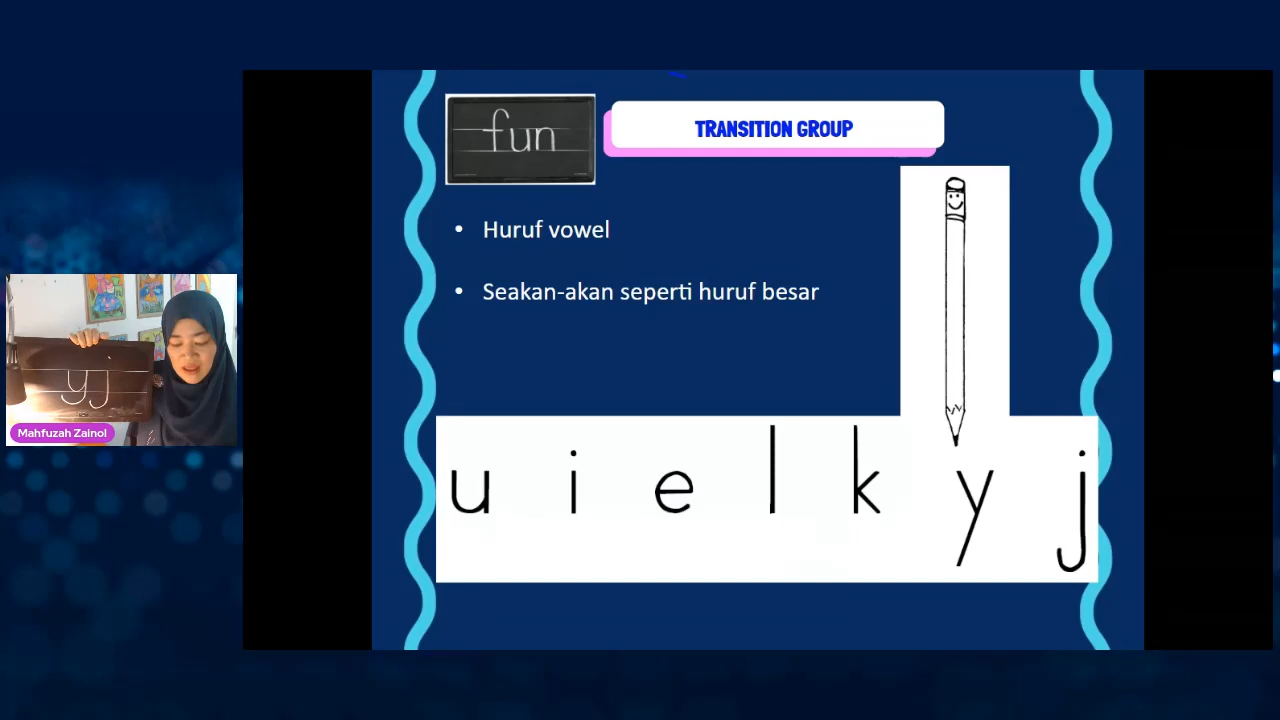 fun
TRANSITION GROUP
• Huruf vowel
• Seakan-akan seperti huruf besar
u i e l k y j
y j
Mahfuzah Zainol